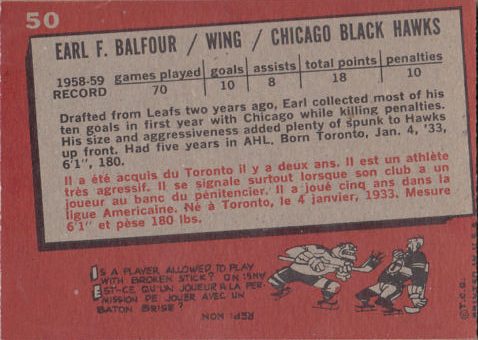 50
EARL F. BALFOUR / WING / CHICAGO BLACK HAWKS
1958-59 games played goals assists total points penalties
RECORD 70 10 8 18 10
Drafted from Leafs two years ago, Earl collected most of his
ten goals in first year with Chicago while killing penalties.
His size and aggressiveness added plenty of spunk to Hawks
up front. Had five years in AHL. Born Toronto, Jan. 4, '33,
6'1", 180.
Il a été acquis du Toronto il y a deux ans. Il est un athlète
très agressif. Il se signale surtout lorsque son club a un
joueur au banc du pénitencier. Il a joué cinq ans dans la
ligue Americaine. Né à Toronto, le 4 janvier, 1933. Mesure
6'1" et pèse 180 lbs.
IS A PLAYER ALLOWED TO PLAY
WITH BROKEN STICK? ON :SNA
EST-CE QU'UN JOUEUR A LA PER-
MISSION DE JOUER AVEC UN
BATON BRISE?
REP: NON
© T.C.G. PRINTED IN U.S.A.